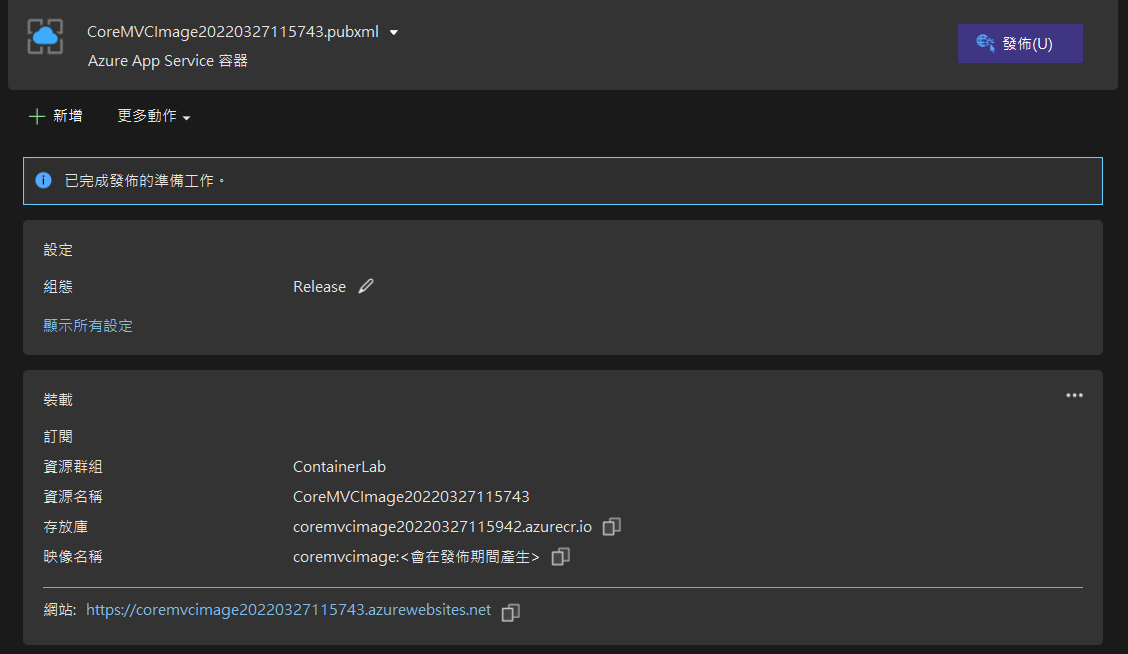 CoreMVCImage20220327115743.pubxml
Azure App Service 容器
發佈(U)
新增 更多動作
已完成發佈的準備工作。
設定
組態 Release
顯示所有設定
裝載
訂閱
資源群組 ContainerLab
資源名稱 CoreMVCImage20220327115743
存放庫 coremvcimage20220327115942.azurecr.io
映像名稱 coremvcimage:<會在發佈期間產生>
網站: https://coremvcimage20220327115743.azurewebsites.net